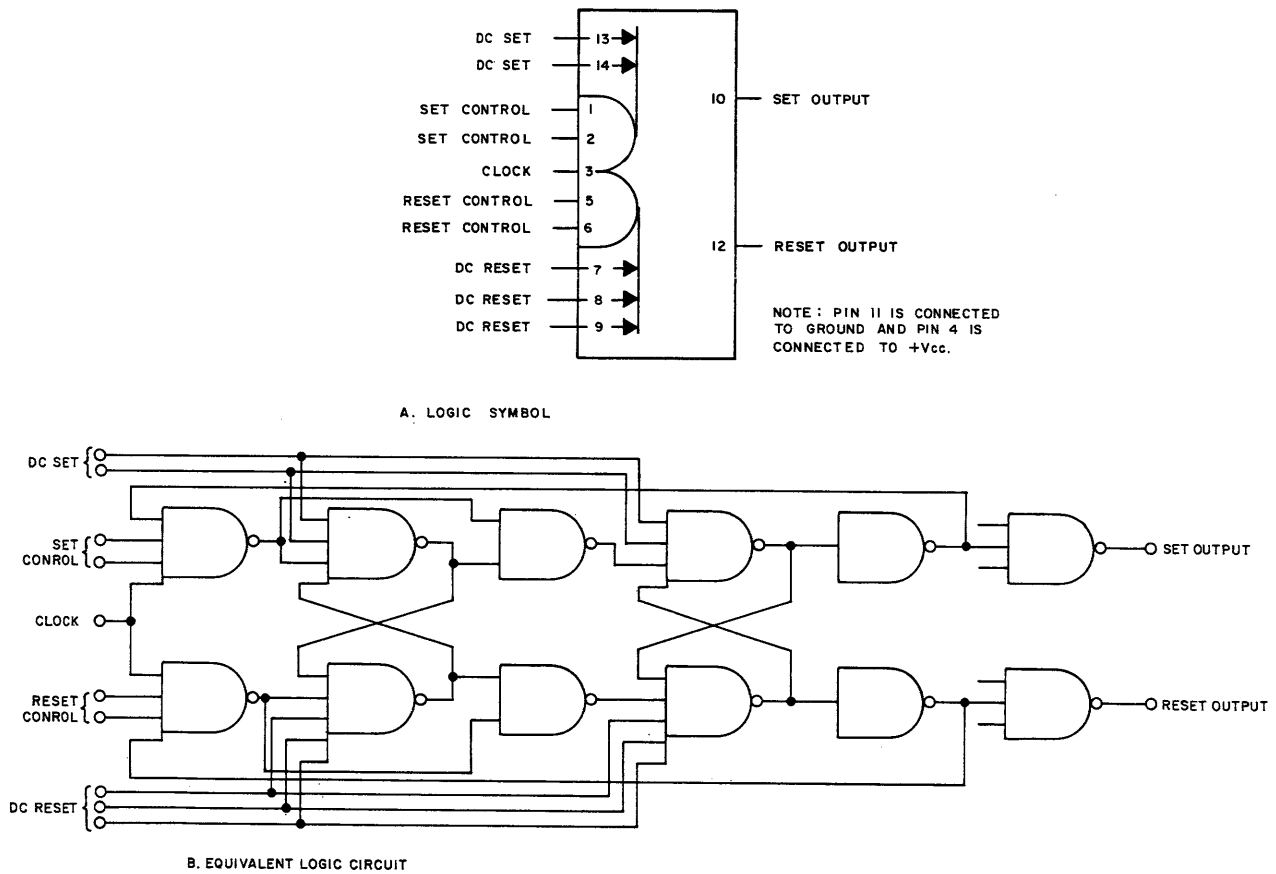 DC SET 13
DC SET 14
SET CONTROL 1
SET CONTROL 2
CLOCK 3
RESET CONTROL 5
RESET CONTROL 6
DC RESET 7
DC RESET 8
DC RESET 9
10 SET OUTPUT
12 RESET OUTPUT
NOTE: PIN 11 IS CONNECTED
TO GROUND AND PIN 4 IS
CONNECTED TO +Vcc.
A. LOGIC SYMBOL
DC SET
SET
CONROL
CLOCK
RESET
CONROL
DC RESET
SET OUTPUT
RESET OUTPUT
B. EQUIVALENT LOGIC CIRCUIT